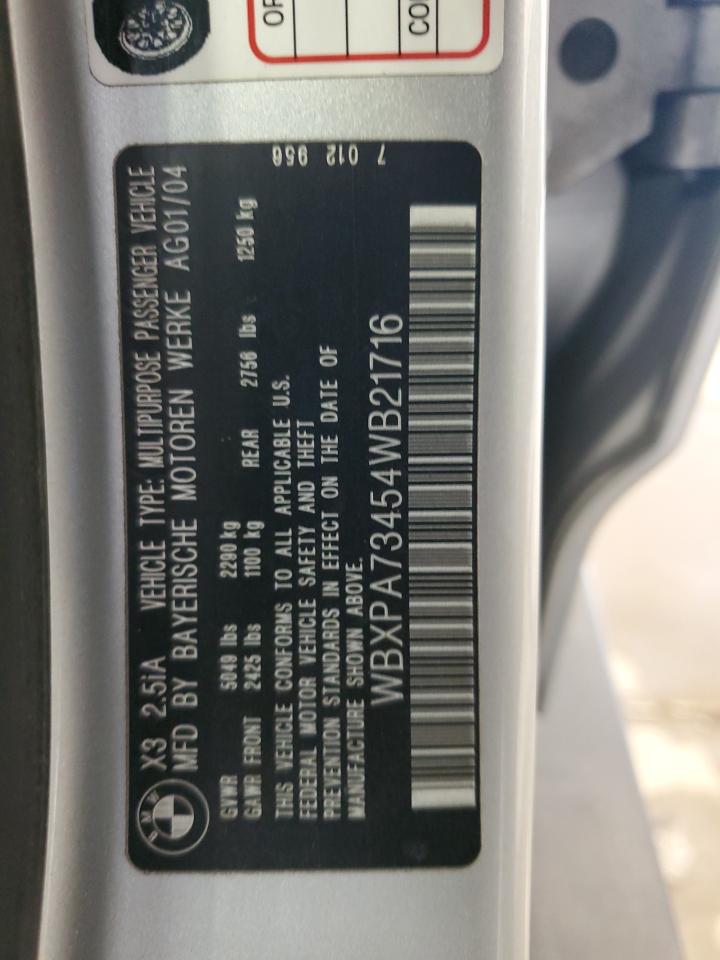 OR
CO
7 012 956
BMW
X3 2.5iA VEHICLE TYPE: MULTIPURPOSE PASSENGER VEHICLE
MFD BY BAYERISCHE MOTOREN WERKE AG01/04
GVWR 5049 lbs 2290 kg
GAWR FRONT 2425 lbs 1100 kg REAR 2756 lbs 1250 kg
THIS VEHICLE CONFORMS TO ALL APPLICABLE U.S.
FEDERAL MOTOR VEHICLE SAFETY AND THEFT
PREVENTION STANDARDS IN EFFECT ON THE DATE OF
MANUFACTURE SHOWN ABOVE.
WBXPA73454WB21716